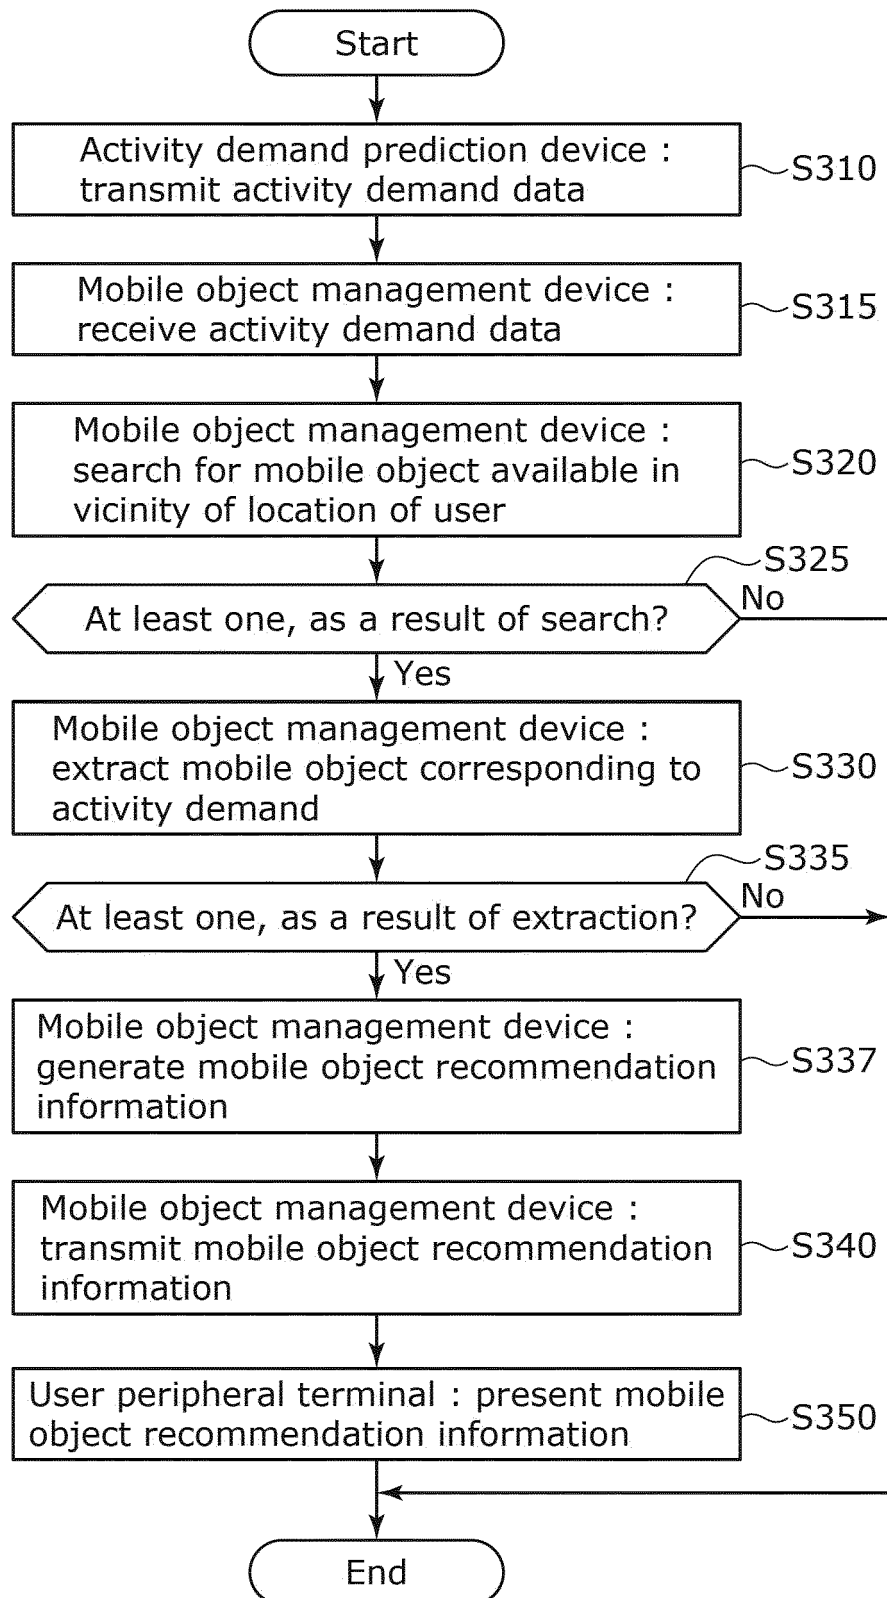 Start
Activity demand prediction device :
transmit activity demand data
S310
Mobile object management device :
receive activity demand data
S315
Mobile object management device :
search for mobile object available in
vicinity of location of user
S320
S325
At least one, as a result of search?
No
Yes
Mobile object management device :
extract mobile object corresponding to
activity demand
S330
S335
At least one, as a result of extraction?
No
Yes
Mobile object management device :
generate mobile object recommendation
information
S337
Mobile object management device :
transmit mobile object recommendation
information
S340
User peripheral terminal : present mobile
object recommendation information
S350
End